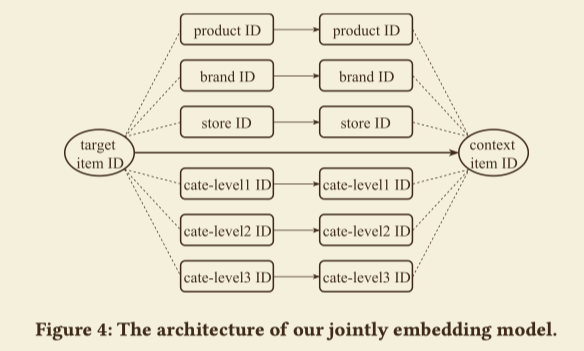 product ID product ID
brand ID brand ID
store ID store ID
target
item ID
context
item ID
cate-level1 ID cate-level1 ID
cate-level2 ID cate-level2 ID
cate-level3 ID cate-level3 ID
Figure 4: The architecture of our jointly embedding model.